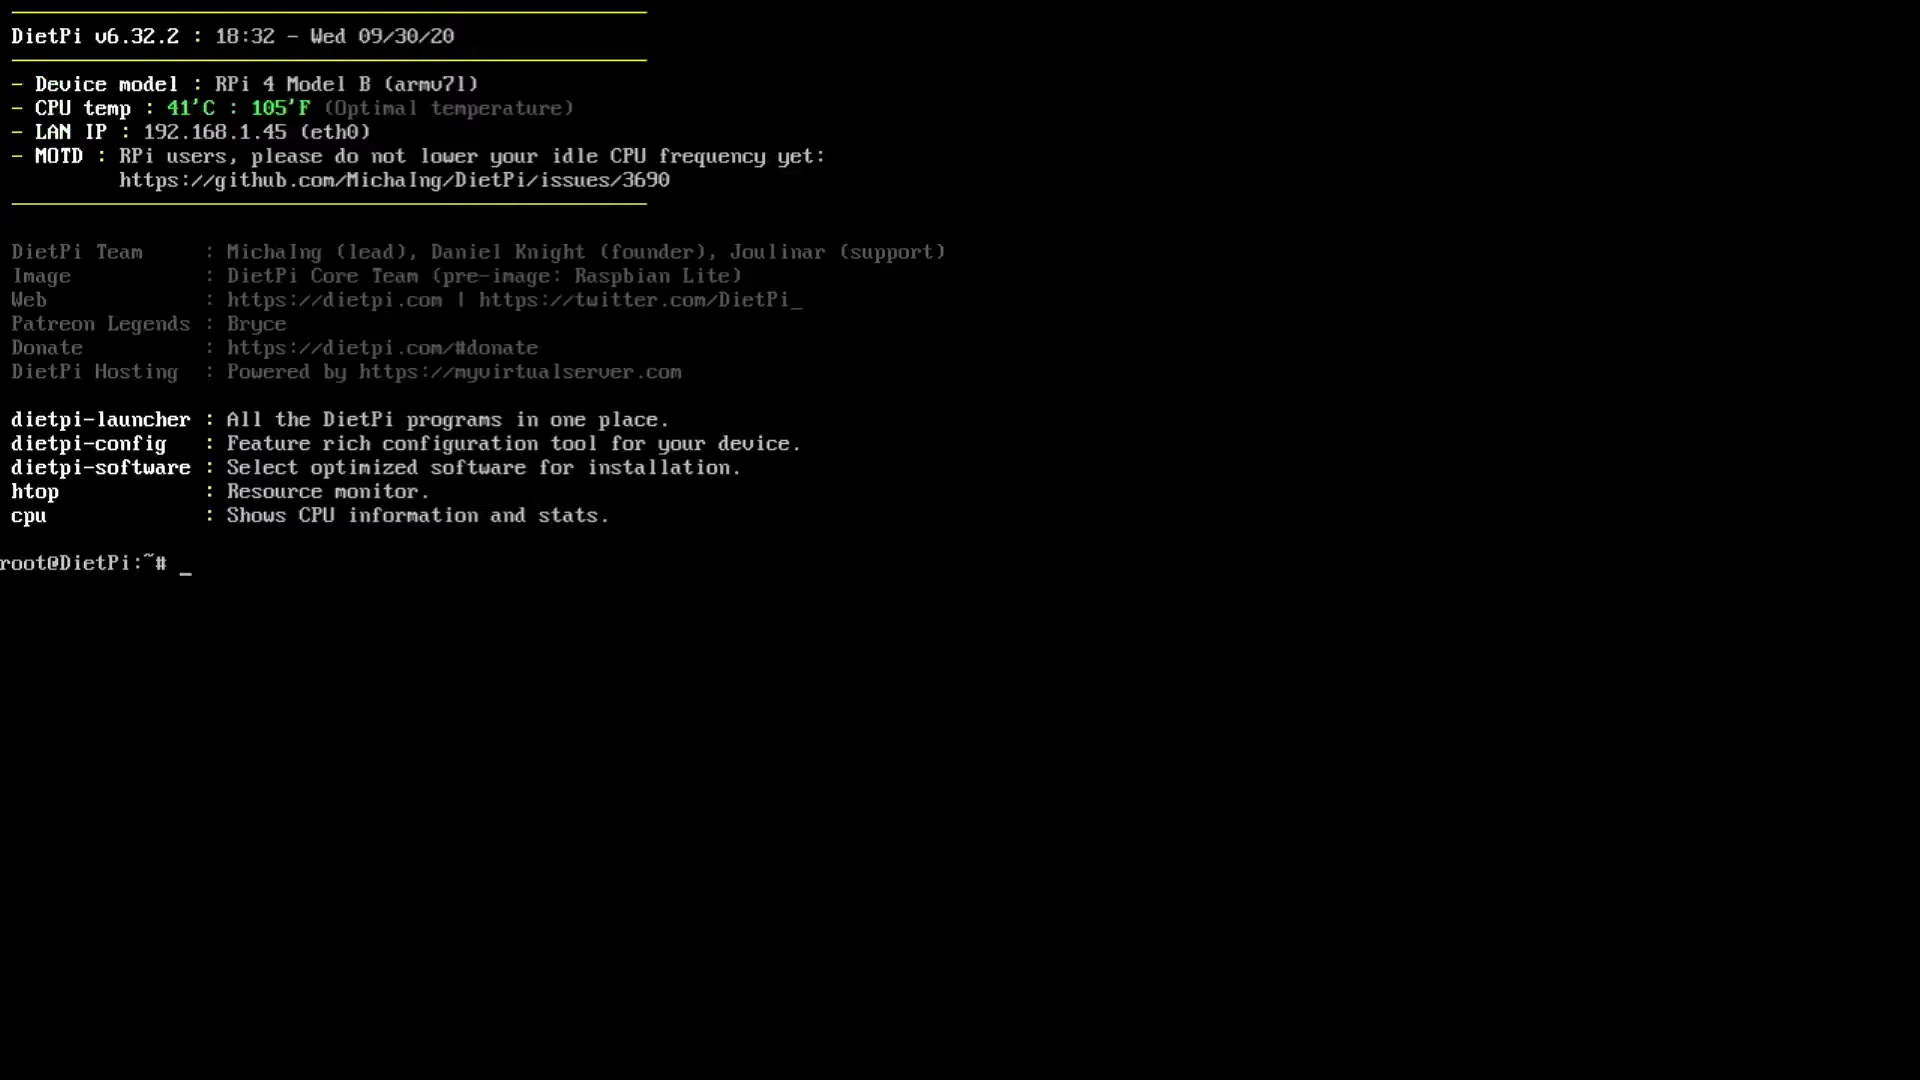 DietPi v6.32.2 : 18:32 - Wed 09/30/20
- Device model : RPi 4 Model B (armv7l)
- CPU temp : 41'C : 105'F (Optimal temperature)
- LAN IP : 192.168.1.45 (eth0)
- MOTD : RPi users, please do not lower your idle CPU frequency yet:
https://github.com/MichaIng/DietPi/issues/3690
DietPi Team : MichaIng (lead), Daniel Knight (founder), Joulinar (support)
Image : DietPi Core Team (pre-image: Raspbian Lite)
Web : https://dietpi.com | https://twitter.com/DietPi_
Patreon Legends : Bryce
Donate : https://dietpi.com/#donate
DietPi Hosting : Powered by https://myvirtualserver.com
dietpi-launcher : All the DietPi programs in one place.
dietpi-config : Feature rich configuration tool for your device.
dietpi-software : Select optimized software for installation.
htop : Resource monitor.
cpu : Shows CPU information and stats.
root@DietPi:~# _